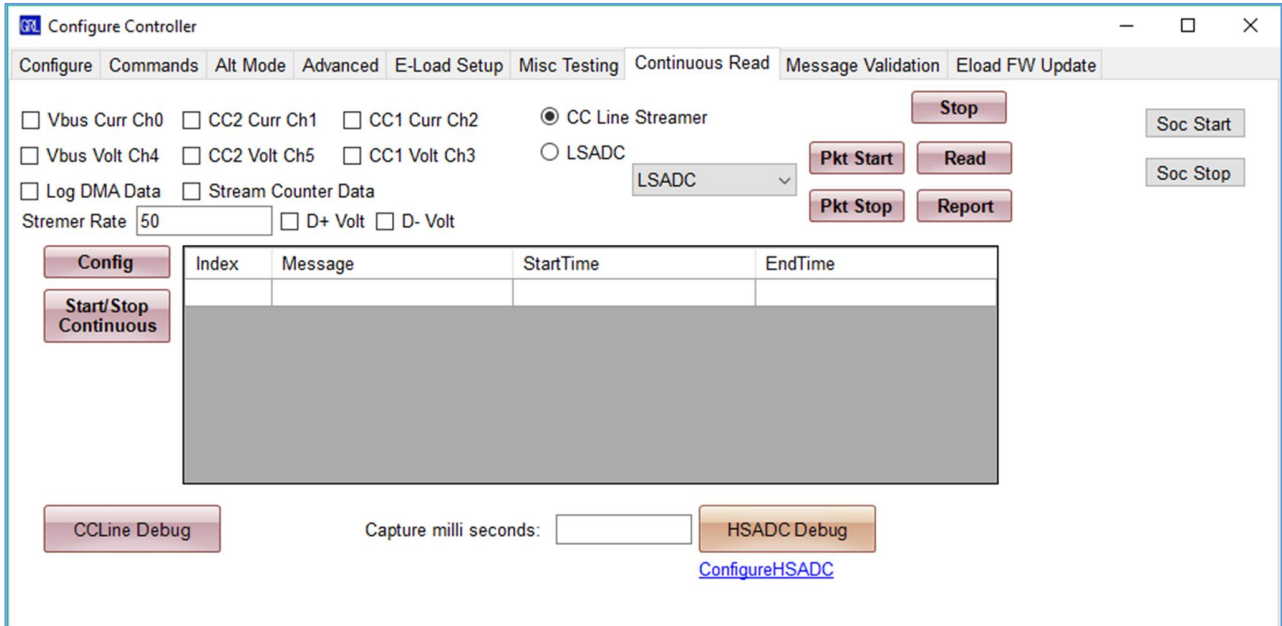 GRL Configure Controller
Configure Commands Alt Mode Advanced E-Load Setup Misc Testing Continuous Read Message Validation Eload FW Update
Vbus Curr Ch0 CC2 Curr Ch1 CC1 Curr Ch2 CC Line Streamer Stop Soc Start
Vbus Volt Ch4 CC2 Volt Ch5 CC1 Volt Ch3 LSADC Pkt Start Read Soc Stop
Log DMA Data Stream Counter Data LSADC
Stremer Rate 50 D+ Volt D- Volt Pkt Stop Report
Config Index Message StartTime EndTime
Start/Stop
Continuous
CCLine Debug Capture milli seconds: HSADC Debug
ConfigureHSADC